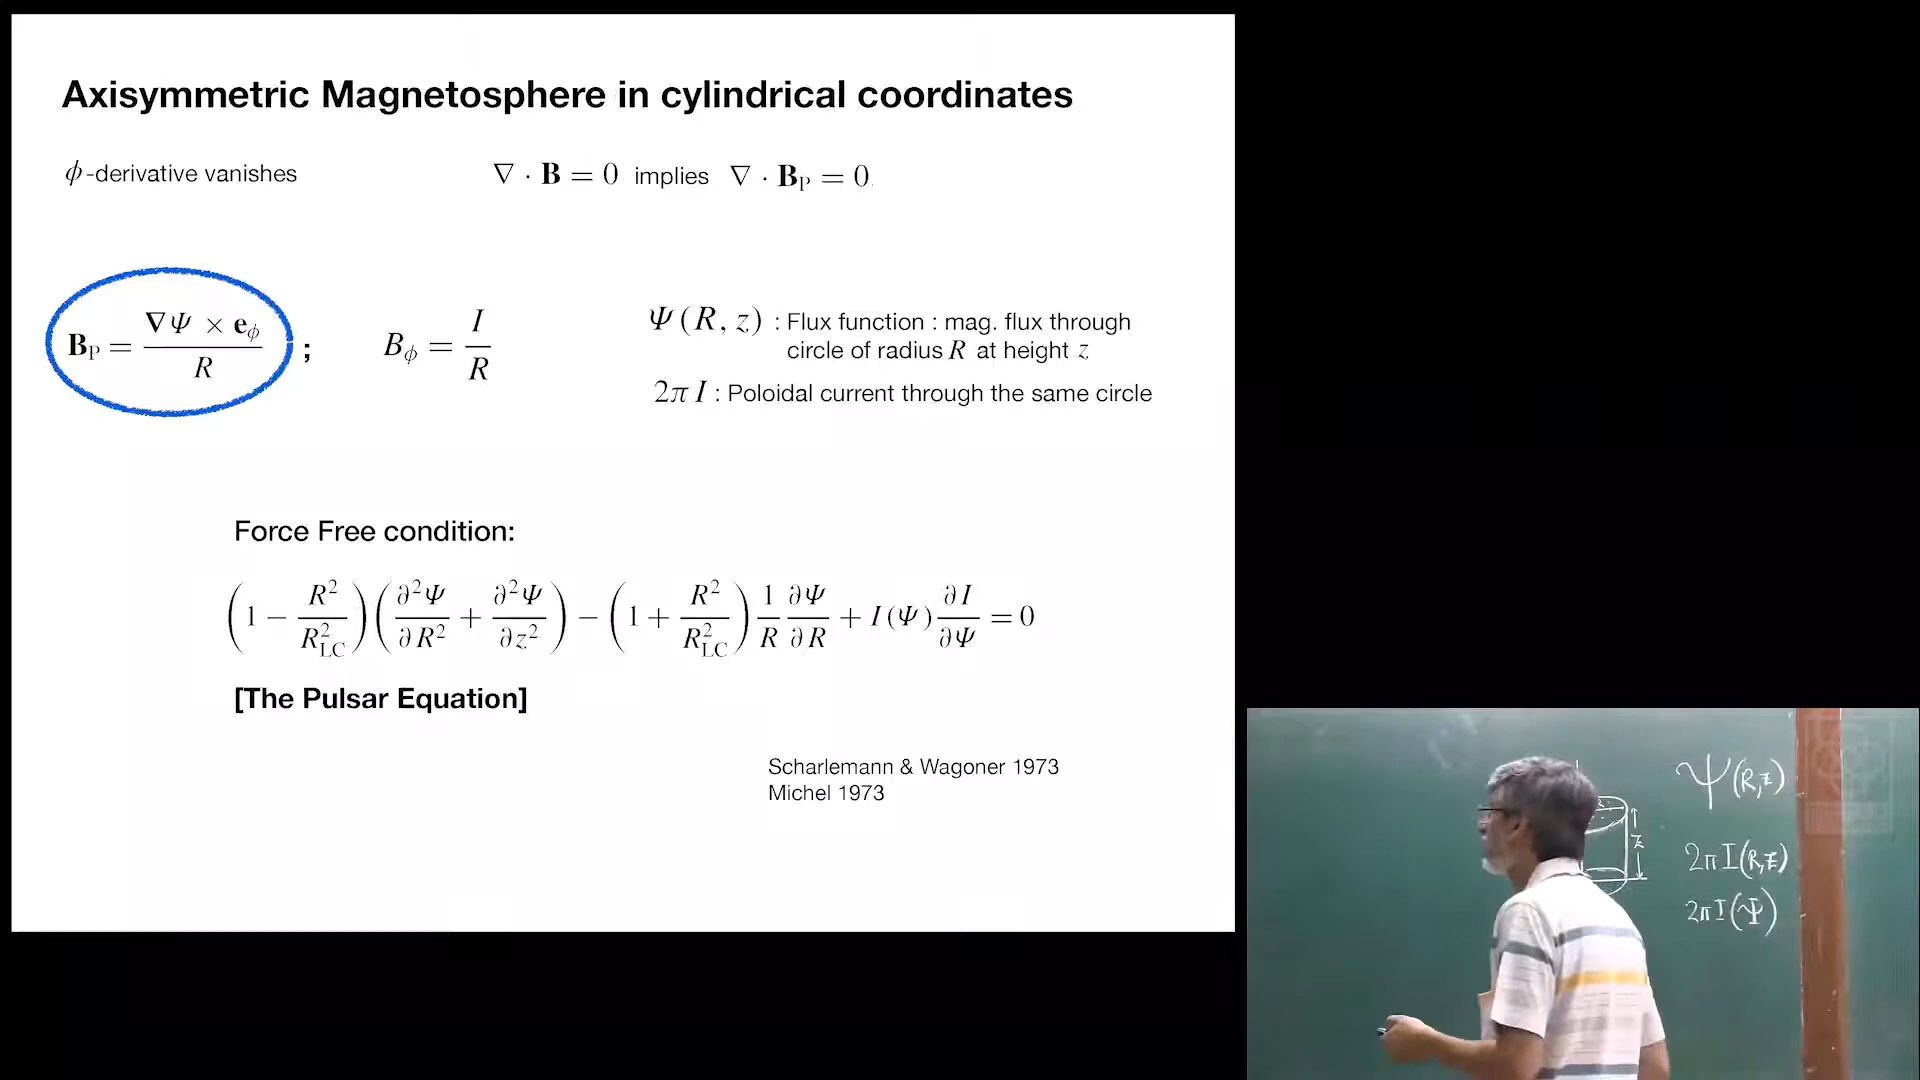 Axisymmetric Magnetosphere in cylindrical coordinates
ϕ-derivative vanishes
∇ · B = 0 implies ∇ · B_P = 0
B_P = (∇Ψ × e_ϕ) / R ; B_ϕ = I / R
Ψ(R, z) : Flux function : mag. flux through
circle of radius R at height z
2π I : Poloidal current through the same circle
Force Free condition:
(1 − R²/R²_LC) (∂²Ψ/∂R² + ∂²Ψ/∂z²) − (1 + R²/R²_LC) (1/R) ∂Ψ/∂R + I(Ψ) ∂I/∂Ψ = 0
[The Pulsar Equation]
Scharlemann & Wagoner 1973
Michel 1973
Ψ(R,z)
z
2πI(R,z)
2πI(Ψ)